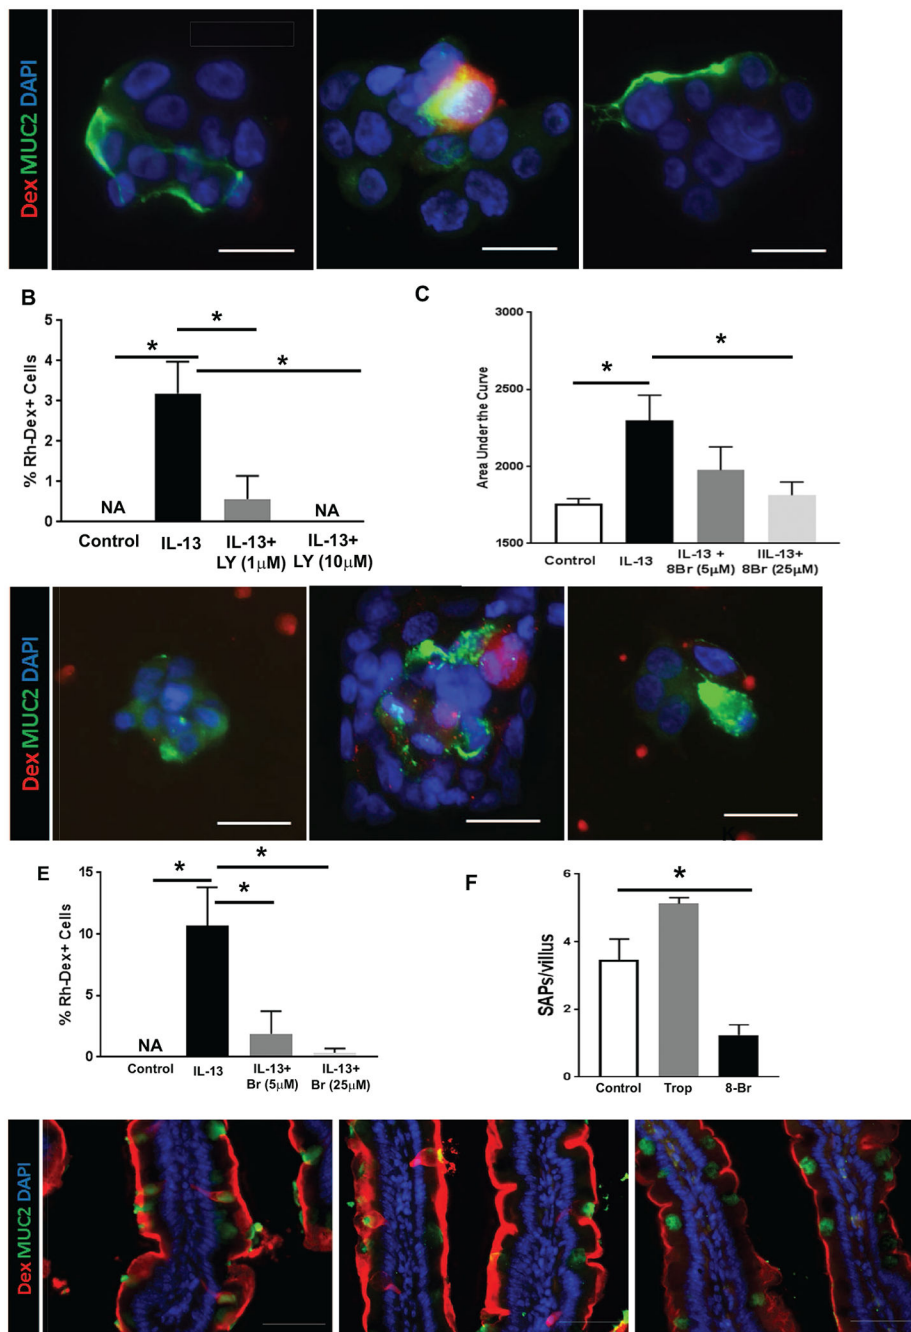 Dex MUC2 DAPI
B
5
4
3
2
1
0
% Rh-Dex+ Cells
*
*
*
NA
NA
Control
IL-13
IL-13+
LY (1µM)
IL-13+
LY (10µM)
C
3000
2500
2000
1500
Area Under the Curve
*
*
Control
IL-13
IL-13 +
8Br (5µM)
IIL-13+
8Br (25µM)
Dex MUC2 DAPI
K
E
15
10
5
0
% Rh-Dex+ Cells
*
*
*
NA
Control
IL-13
IL-13+
Br (5µM)
IL-13+
Br (25µM)
F
6
4
2
0
SAPs/villus
*
Control
Trop
8-Br
Dex MUC2 DAPI